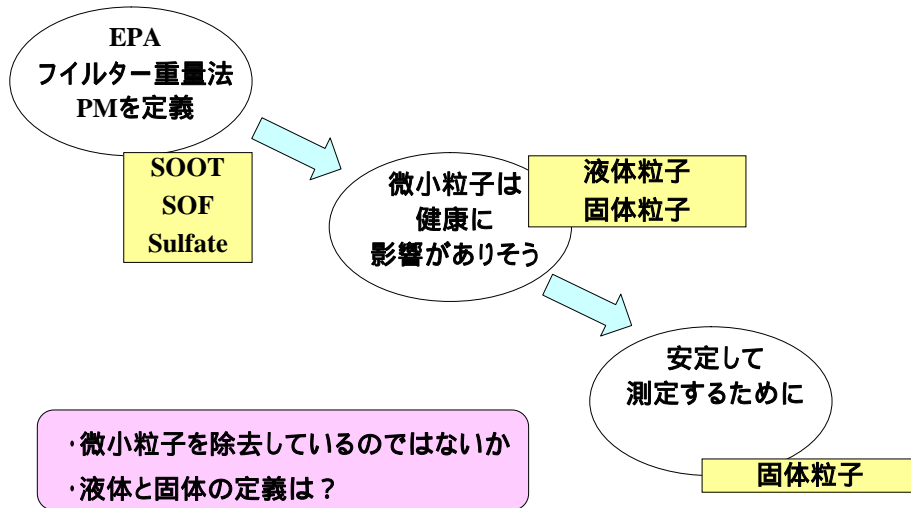 EPA
フイルター重量法
PMを定義
SOOT
SOF
Sulfate
微小粒子は
健康に
影響がありそう
液体粒子
固体粒子
安定して
測定するために
固体粒子
・微小粒子を除去しているのではないか
・液体と固体の定義は？